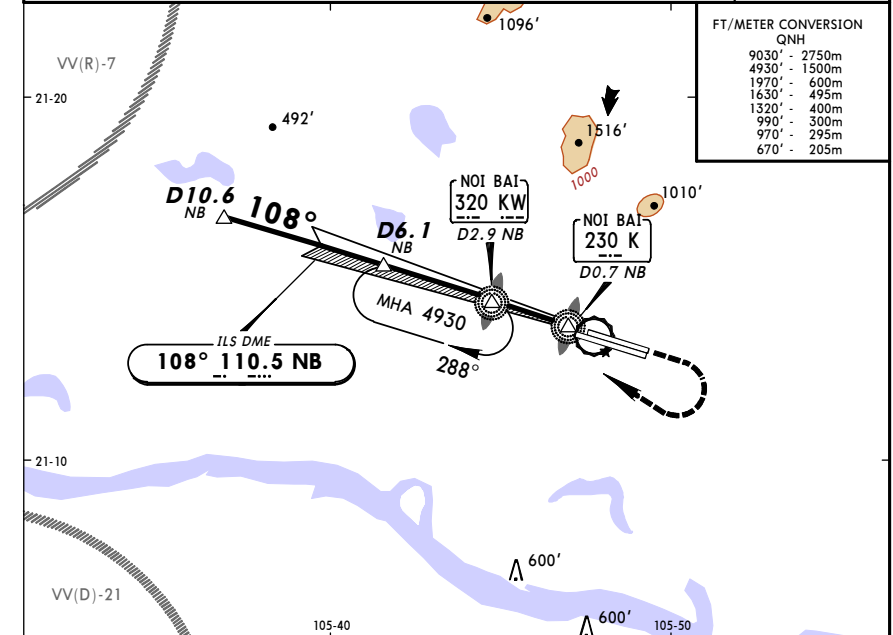 1096'
FT/METER CONVERSION
QNH
9030' - 2750m
4930' - 1500m
1970' - 600m
1630' - 495m
1320' - 400m
990' - 300m
970' - 295m
670' - 205m
VV(R)-7
21-20
492'
1516'
1000
1010'
D10.6
NB
108°
D6.1
NB
NOI BAI
320 KW
D2.9 NB
NOI BAI
230 K
D0.7 NB
MHA 4930
288°
ILS DME
108° 110.5 NB
21-10
600'
VV(D)-21
600'
105-40
105-50